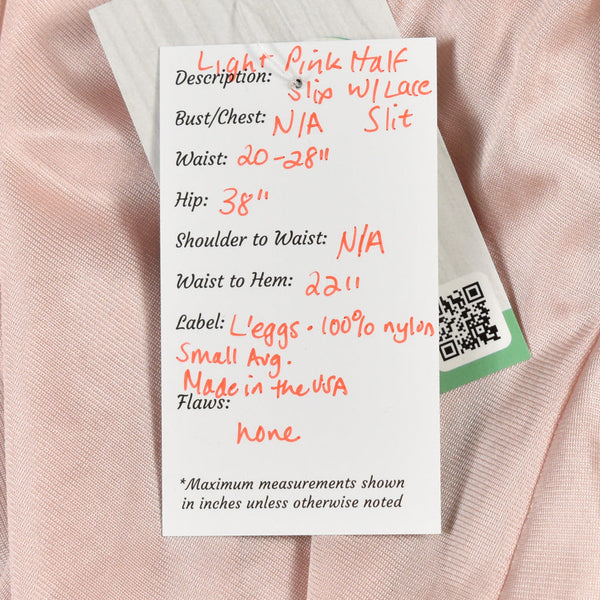 Light Pink Half
Description: Slip W/Lace
Bust/Chest: N/A Slit
Waist: 20-28"
Hip: 38"
Shoulder to Waist: N/A
Waist to Hem: 22"
Label: L'eggs · 100% nylon
Small Avg.
Made in the USA
Flaws:
none
*Maximum measurements shown
in inches unless otherwise noted